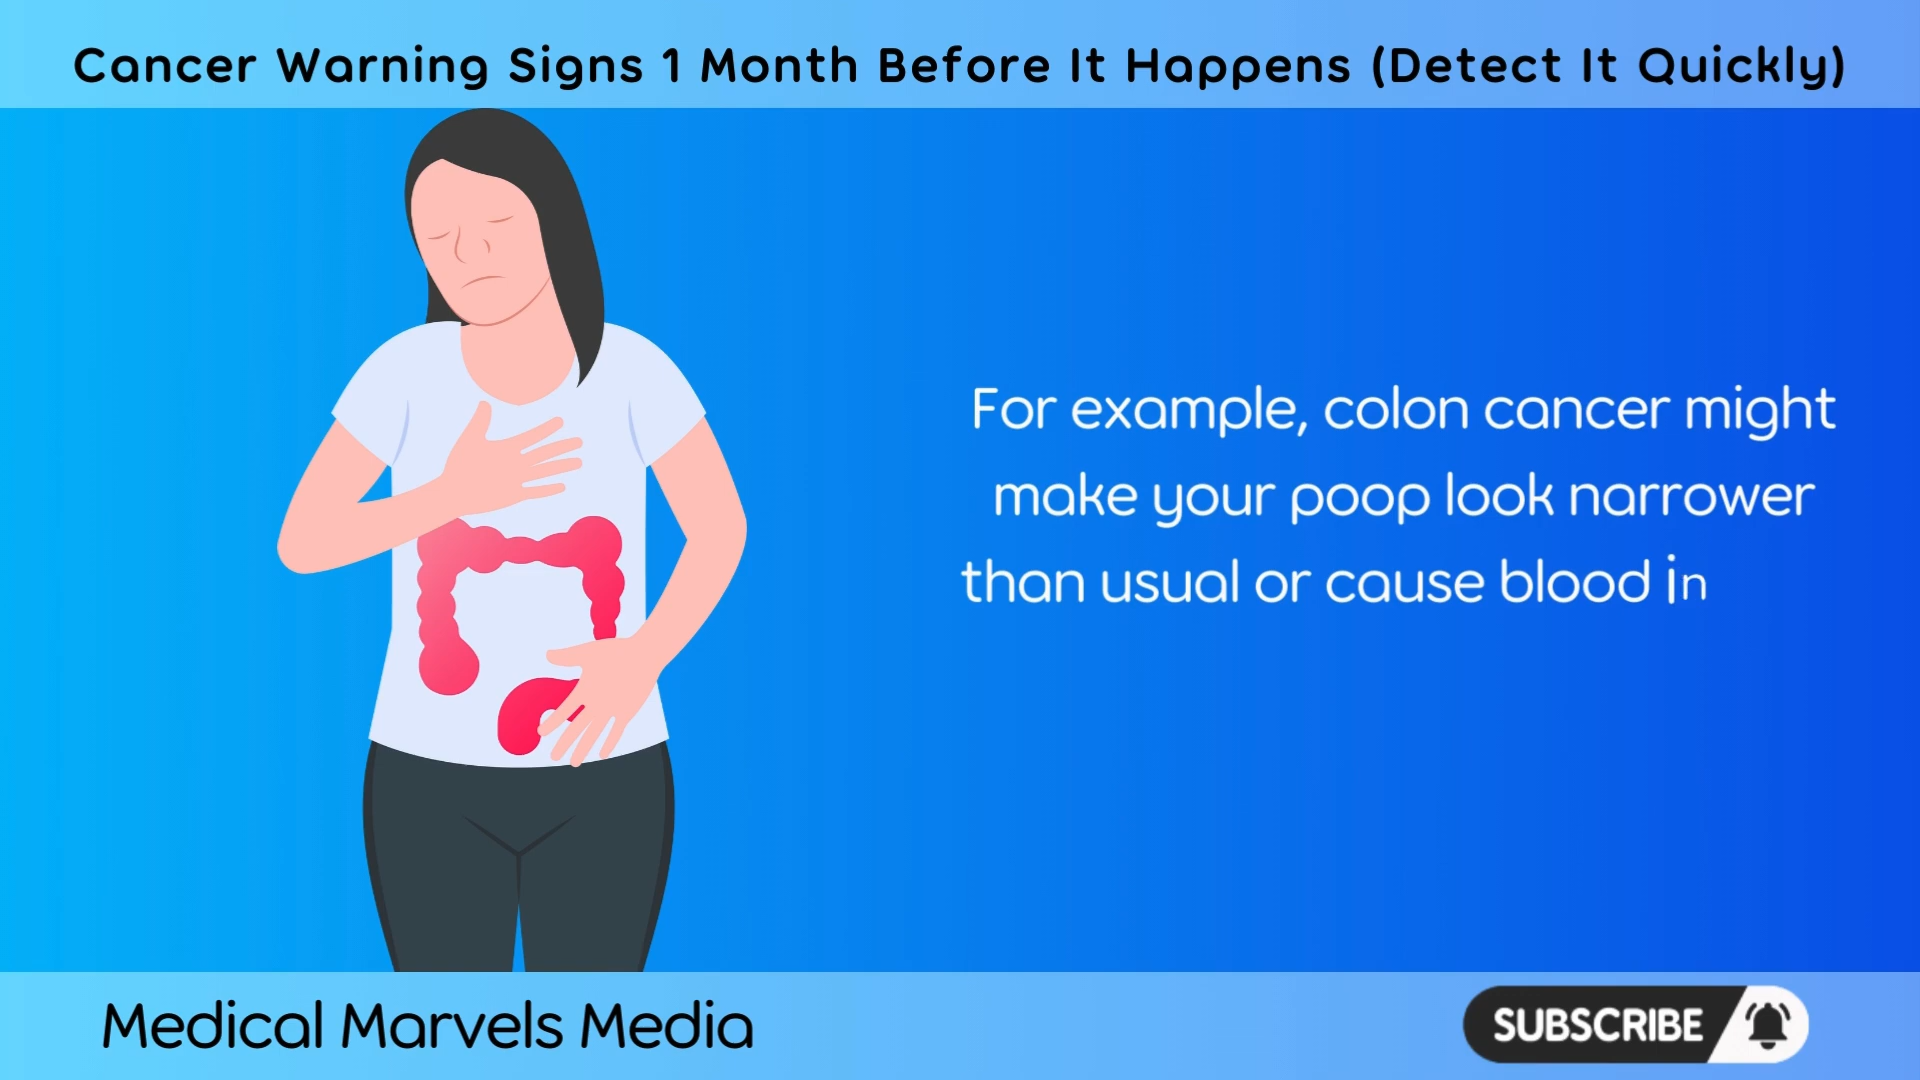 Cancer Warning Signs 1 Month Before It Happens (Detect It Quickly)
For example, colon cancer might
make your poop look narrower
than usual or cause blood in
Medical Marvels Media
SUBSCRIBE